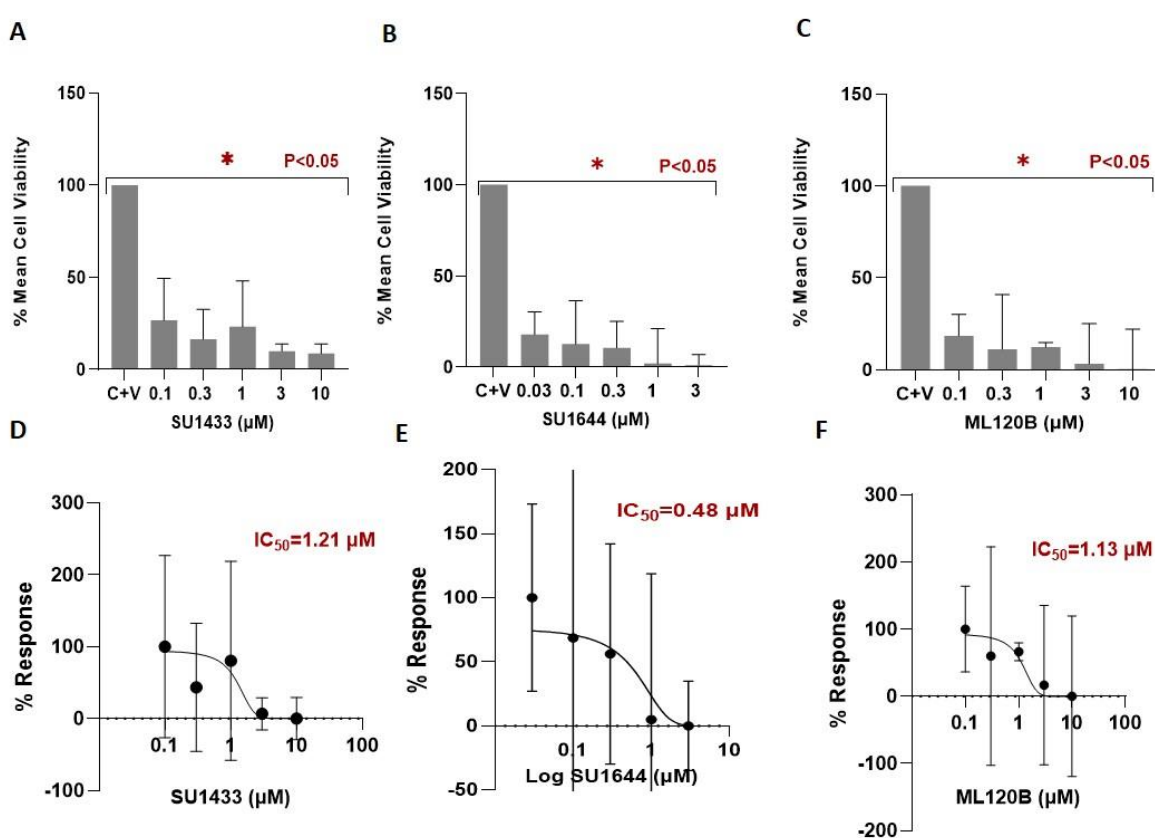 A
B
C
% Mean Cell Viability
150
100
50
0
* P<0.05
C+V 0.1 0.3 1 3 10
SU1433 (µM)
% Mean Cell Viability
150
100
50
0
* P<0.05
C+V 0.03 0.1 0.3 1 3
SU1644 (µM)
% Mean Cell Viability
150
100
50
0
* P<0.05
C+V 0.1 0.3 1 3 10
ML120B (µM)
D
E
F
% Response
300
200
100
0
-100
IC50=1.21 µM
0.1 1 10 100
SU1433 (µM)
% Response
200
150
100
50
0
-50
IC50=0.48 µM
0.1 1 10
Log SU1644 (µM)
% Response
300
200
100
0
-100
-200
IC50=1.13 µM
0.1 1 10 100
ML120B (µM)